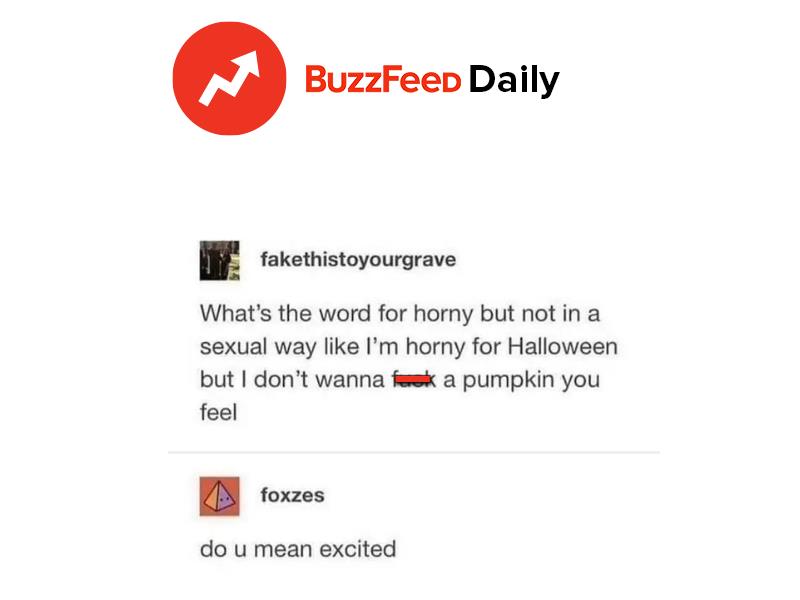 BuzzFeed Daily
fakethistoyourgrave
What's the word for horny but not in a
sexual way like I'm horny for Halloween
but I don't wanna fuck a pumpkin you
feel
foxzes
do u mean excited